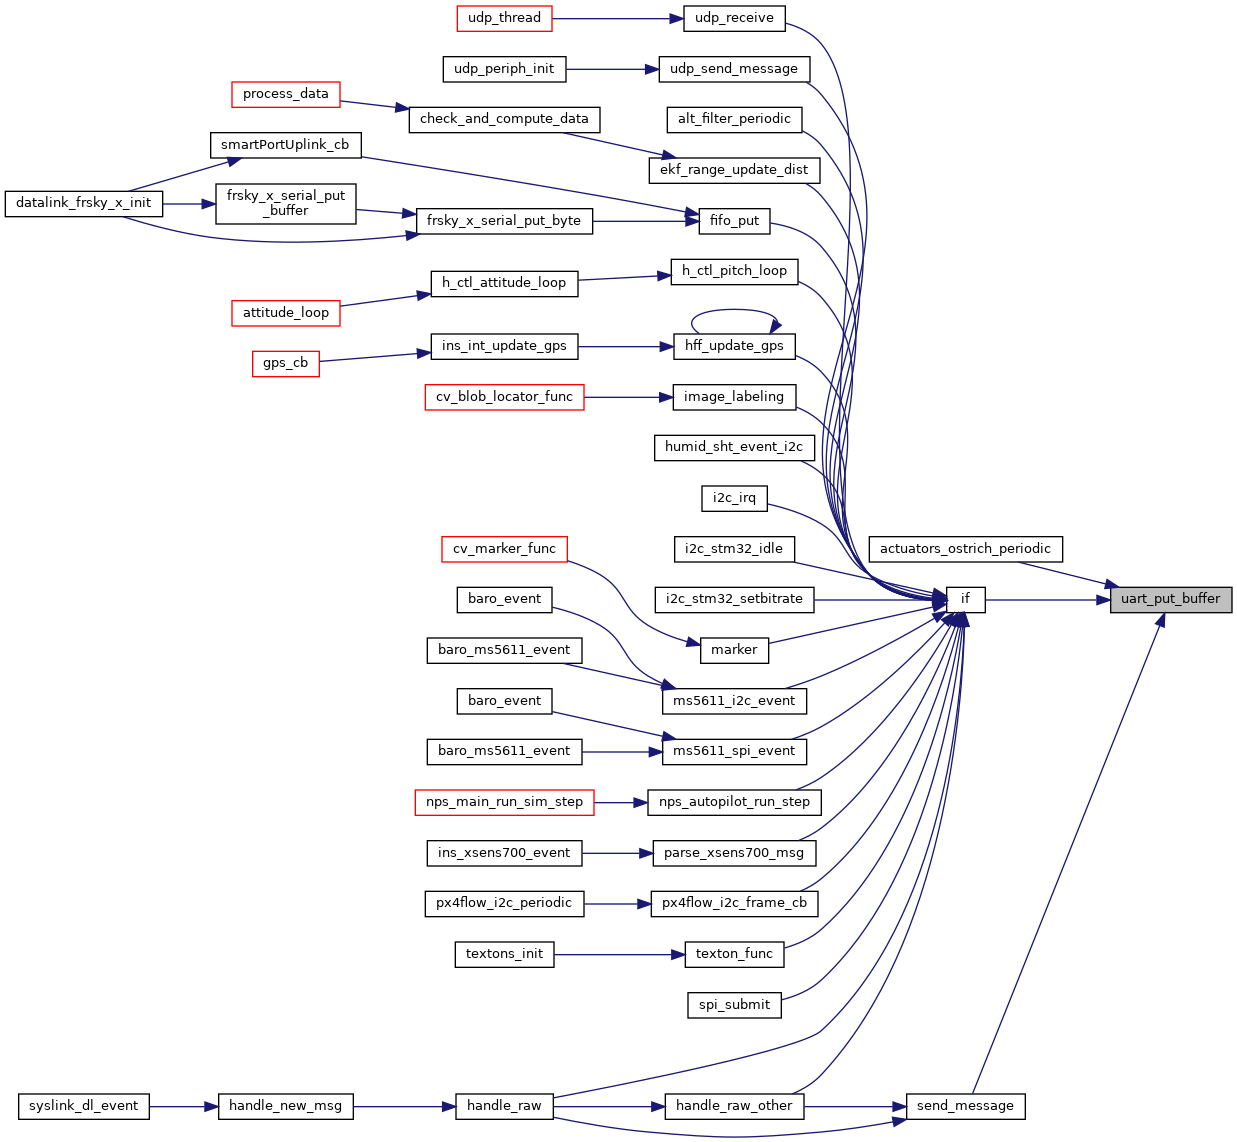 udp_thread
udp_receive
udp_periph_init
udp_send_message
process_data
check_and_compute_data
alt_filter_periodic
smartPortUplink_cb
ekf_range_update_dist
datalink_frsky_x_init
frsky_x_serial_put
_buffer
frsky_x_serial_put_byte
fifo_put
h_ctl_attitude_loop
h_ctl_pitch_loop
attitude_loop
gps_cb
ins_int_update_gps
hff_update_gps
cv_blob_locator_func
image_labeling
humid_sht_event_i2c
i2c_irq
cv_marker_func
i2c_stm32_idle
actuators_ostrich_periodic
baro_event
i2c_stm32_setbitrate
if
uart_put_buffer
baro_ms5611_event
marker
baro_event
ms5611_i2c_event
baro_ms5611_event
ms5611_spi_event
nps_main_run_sim_step
nps_autopilot_run_step
ins_xsens700_event
parse_xsens700_msg
px4flow_i2c_periodic
px4flow_i2c_frame_cb
textons_init
texton_func
spi_submit
syslink_dl_event
handle_new_msg
handle_raw
handle_raw_other
send_message